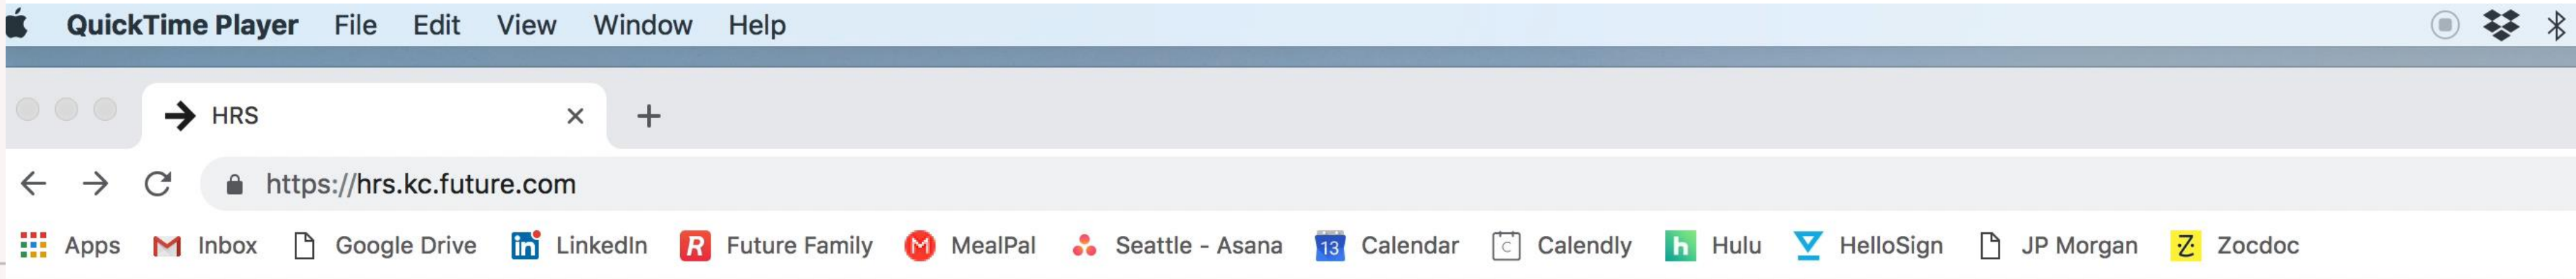 QuickTime Player File Edit View Window Help
HRS
https://hrs.kc.future.com
Apps M Inbox Google Drive in LinkedIn R Future Family M MealPal Seattle - Asana 13 Calendar C Calendly h Hulu HelloSign JP Morgan Z Zocdoc